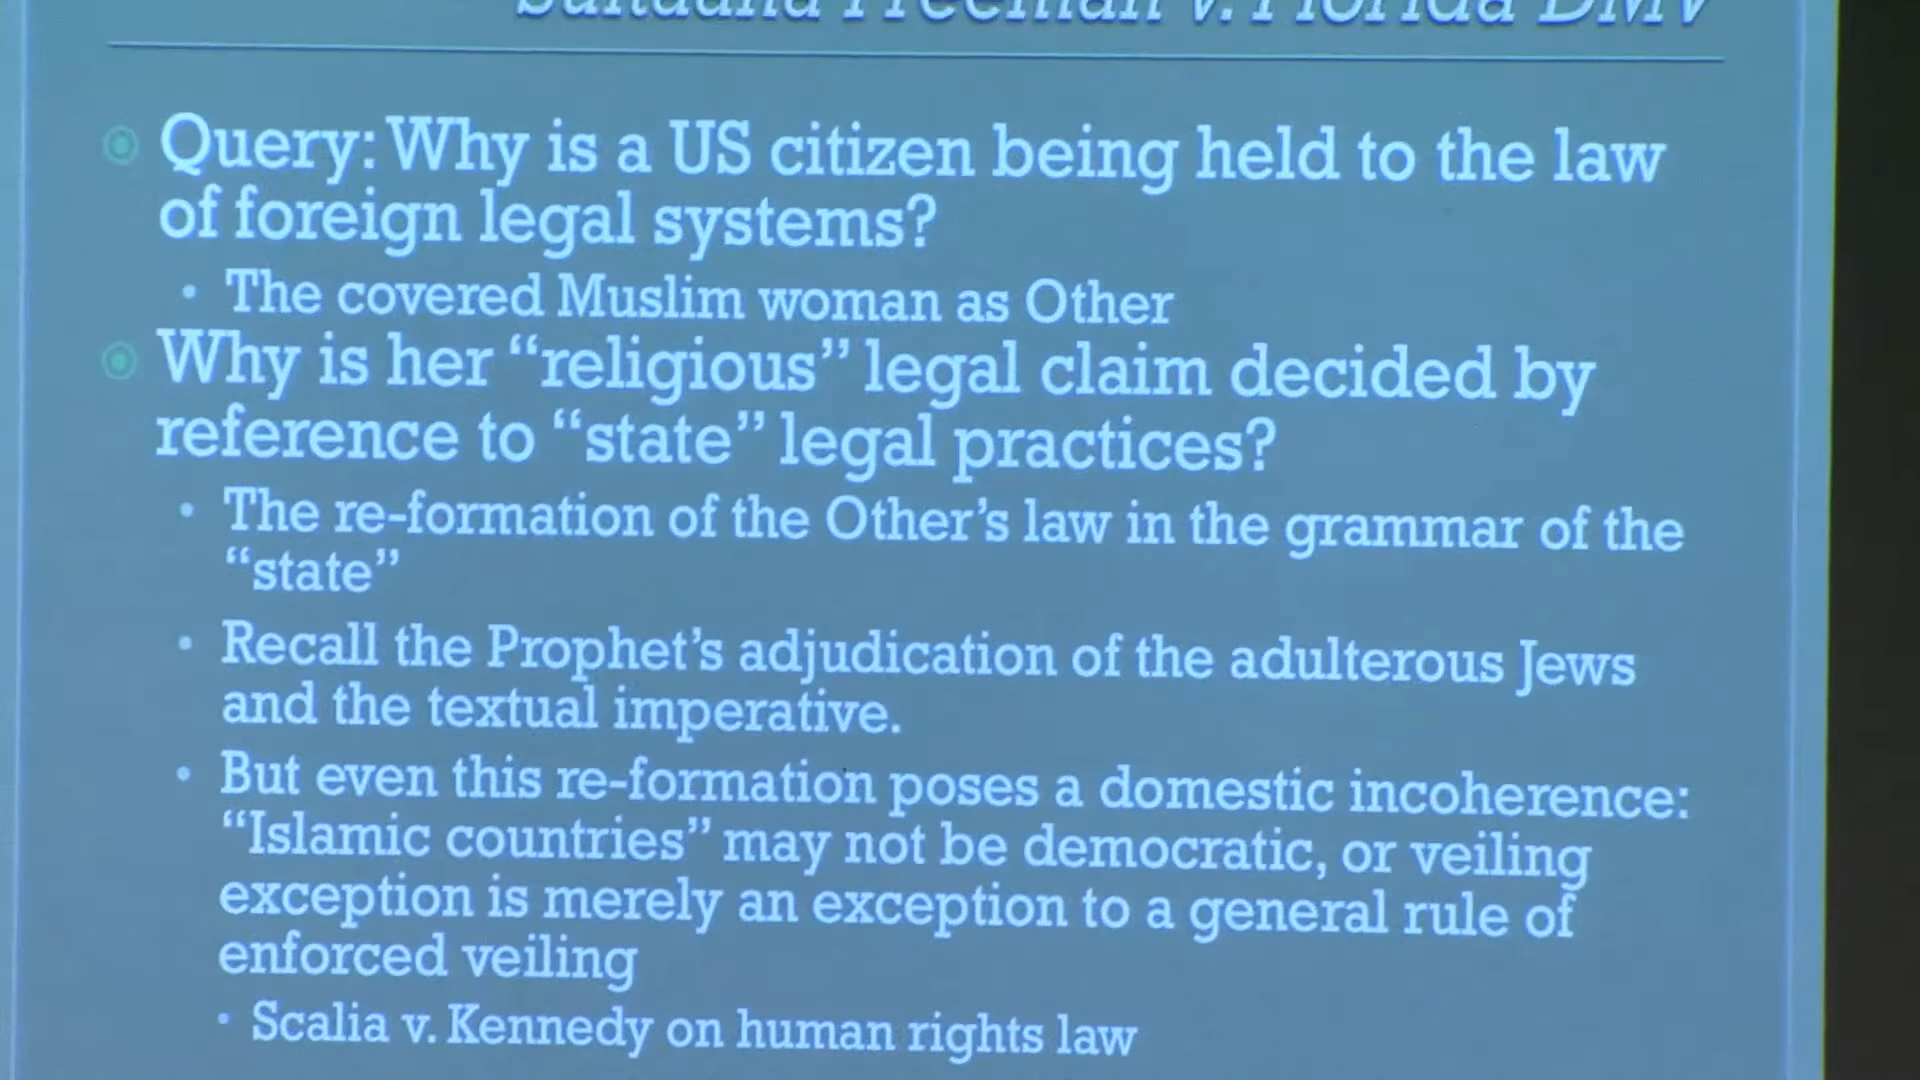 Sultaana Freeman v. Florida DMV
Query: Why is a US citizen being held to the law
of foreign legal systems?
• The covered Muslim woman as Other
Why is her “religious” legal claim decided by
reference to “state” legal practices?
• The re-formation of the Other’s law in the grammar of the
“state”
• Recall the Prophet’s adjudication of the adulterous Jews
and the textual imperative.
• But even this re-formation poses a domestic incoherence:
“Islamic countries” may not be democratic, or veiling
exception is merely an exception to a general rule of
enforced veiling
• Scalia v. Kennedy on human rights law